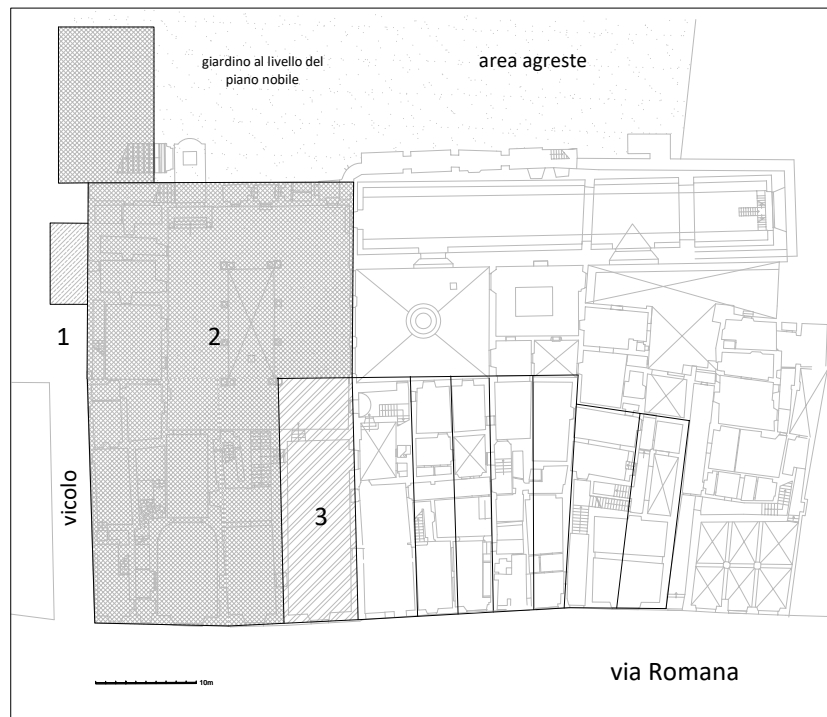 giardino al livello del
piano nobile
area agreste
1
2
vicolo
3
10m
via Romana